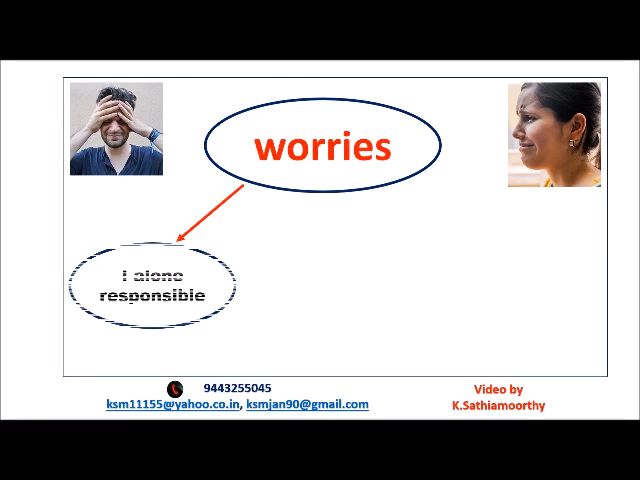 worries
I alone
responsible
9443255045
ksm11155@yahoo.co.in, ksmjan90@gmail.com
Video by
K.Sathiamoorthy